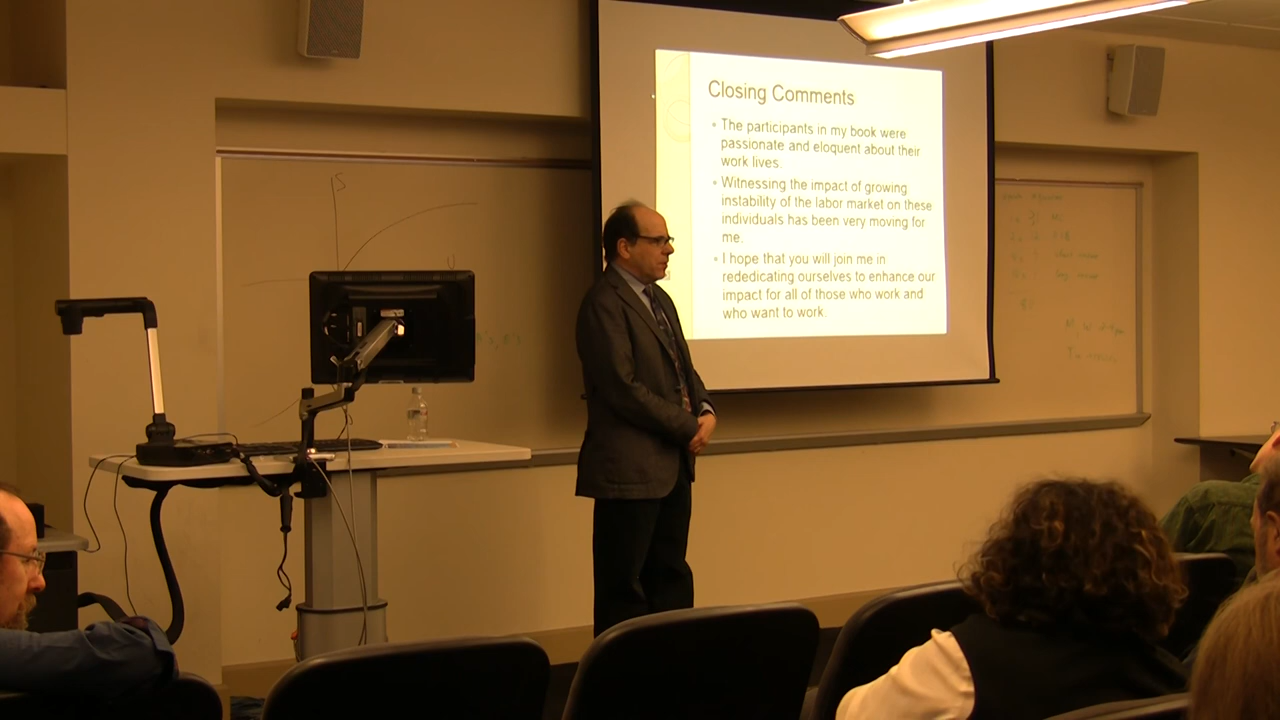 Closing Comments
The participants in my book were
passionate and eloquent about their
work lives.
Witnessing the impact of growing
instability of the labor market on these
individuals has been very moving for
me.
I hope that you will join me in
rededicating ourselves to enhance our
impact for all of those who work and
who want to work.
S